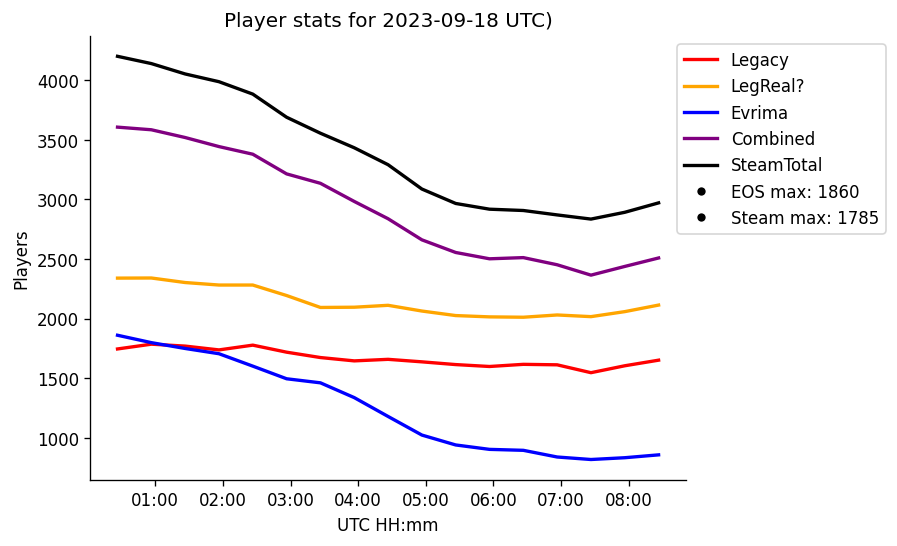 Player stats for 2023-09-18 UTC)
Legacy
LegReal?
Evrima
Combined
SteamTotal
EOS max: 1860
Steam max: 1785
Players
4000
3500
3000
2500
2000
1500
1000
01:00 02:00 03:00 04:00 05:00 06:00 07:00 08:00
UTC HH:mm